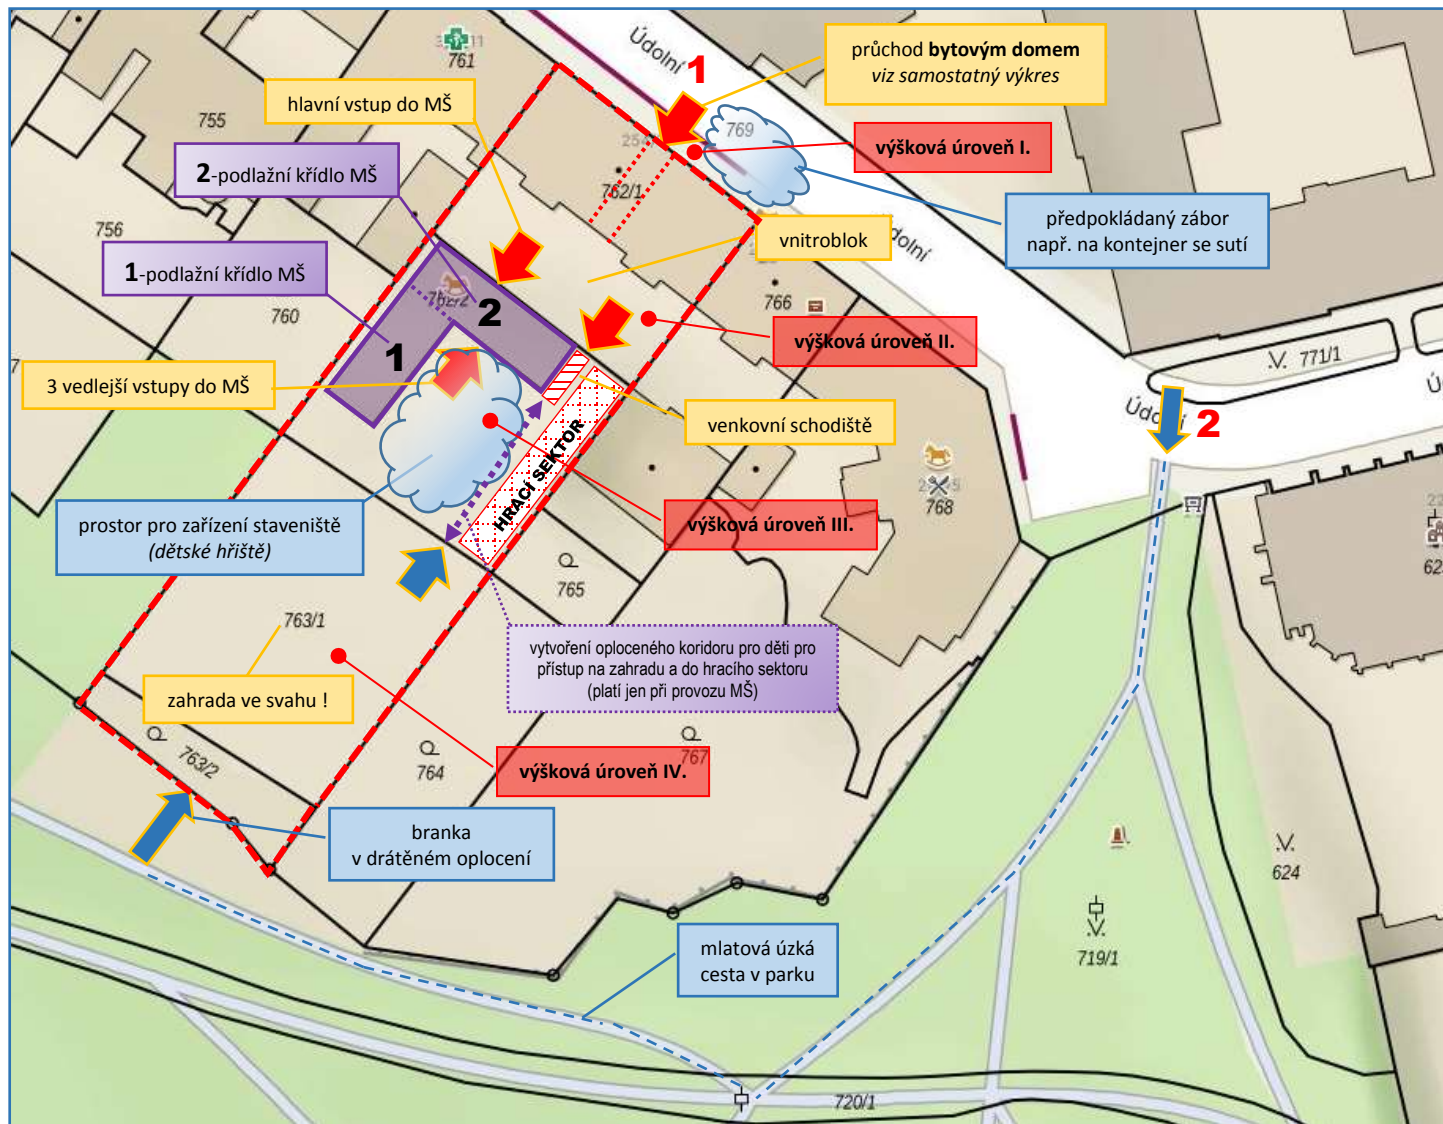 761
Údolní
1
průchod bytovým domem
viz samostatný výkres
hlavní vstup do MŠ
755
769
výšková úroveň I.
2-podlažní křídlo MŠ
762/1
předpokládaný zábor
např. na kontejner se sutí
756
vnitroblok
1-podlažní křídlo MŠ
762/2
2
766
760
výšková úroveň II.
1
771/1
3 vedlejší vstupy do MŠ
Údolní
2
venkovní schodiště
HRACÍ SEKTOR
768
prostor pro zařízení staveniště
(dětské hřiště)
výšková úroveň III.
765
763/1
vytvoření oploceného koridoru pro děti pro
přístup na zahradu a do hracího sektoru
(platí jen při provozu MŠ)
zahrada ve svahu !
763/2
764
767
výšková úroveň IV.
branka
v drátěném oplocení
624
mlatová úzká
cesta v parku
719/1
720/1